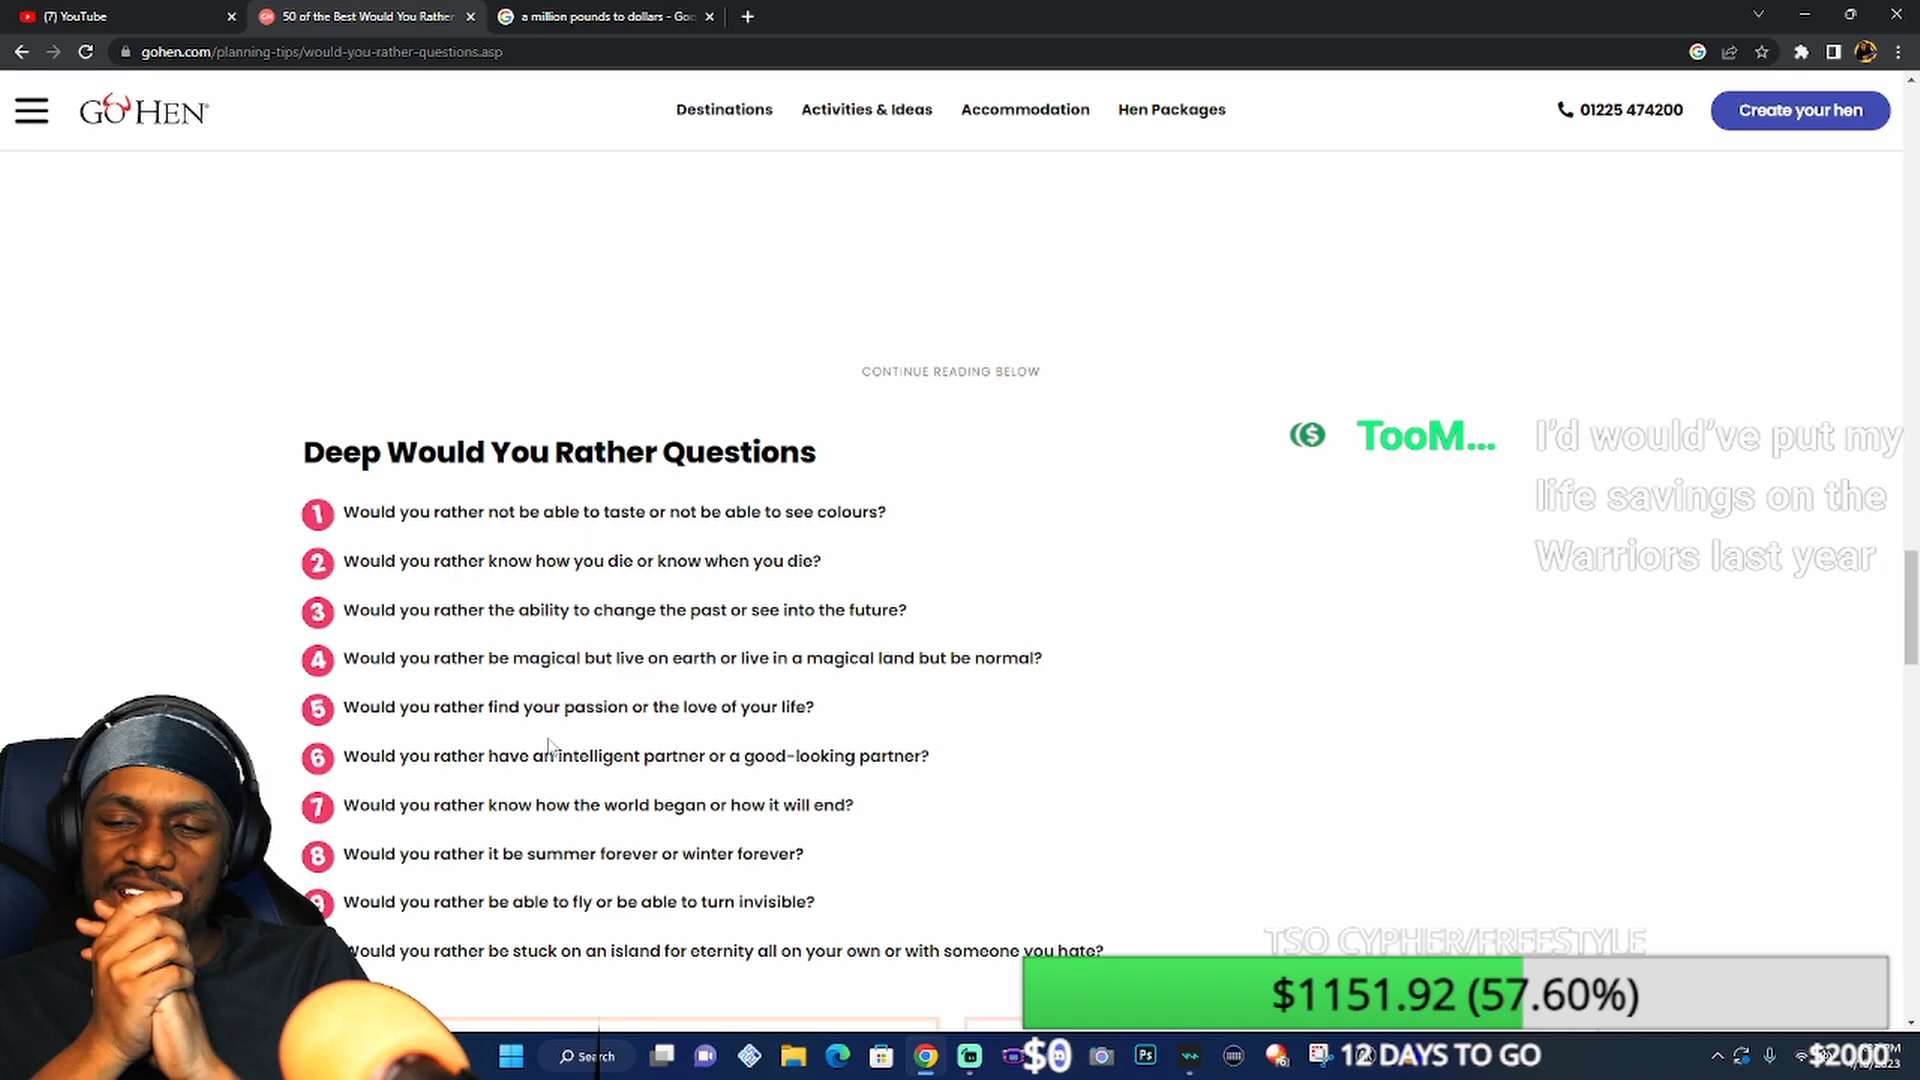 (7) YouTube
50 of the Best Would You Rather
a million pounds to dollars - Goo
gohen.com/planning-tips/would-you-rather-questions.asp
GO HEN
Destinations
Activities & Ideas
Accommodation
Hen Packages
01225 474200
Create your hen
CONTINUE READING BELOW
Deep Would You Rather Questions
1 Would you rather not be able to taste or not be able to see colours?
2 Would you rather know how you die or know when you die?
3 Would you rather the ability to change the past or see into the future?
4 Would you rather be magical but live on earth or live in a magical land but be normal?
5 Would you rather find your passion or the love of your life?
6 Would you rather have an intelligent partner or a good-looking partner?
7 Would you rather know how the world began or how it will end?
8 Would you rather it be summer forever or winter forever?
9 Would you rather be able to fly or be able to turn invisible?
Would you rather be stuck on an island for eternity all on your own or with someone you hate?
TooM...
I'd would've put my
life savings on the
Warriors last year
TSO CYPHER/FREESTYLE
$1151.92 (57.60%)
Search
Ps
$0
12 DAYS TO GO
$2000